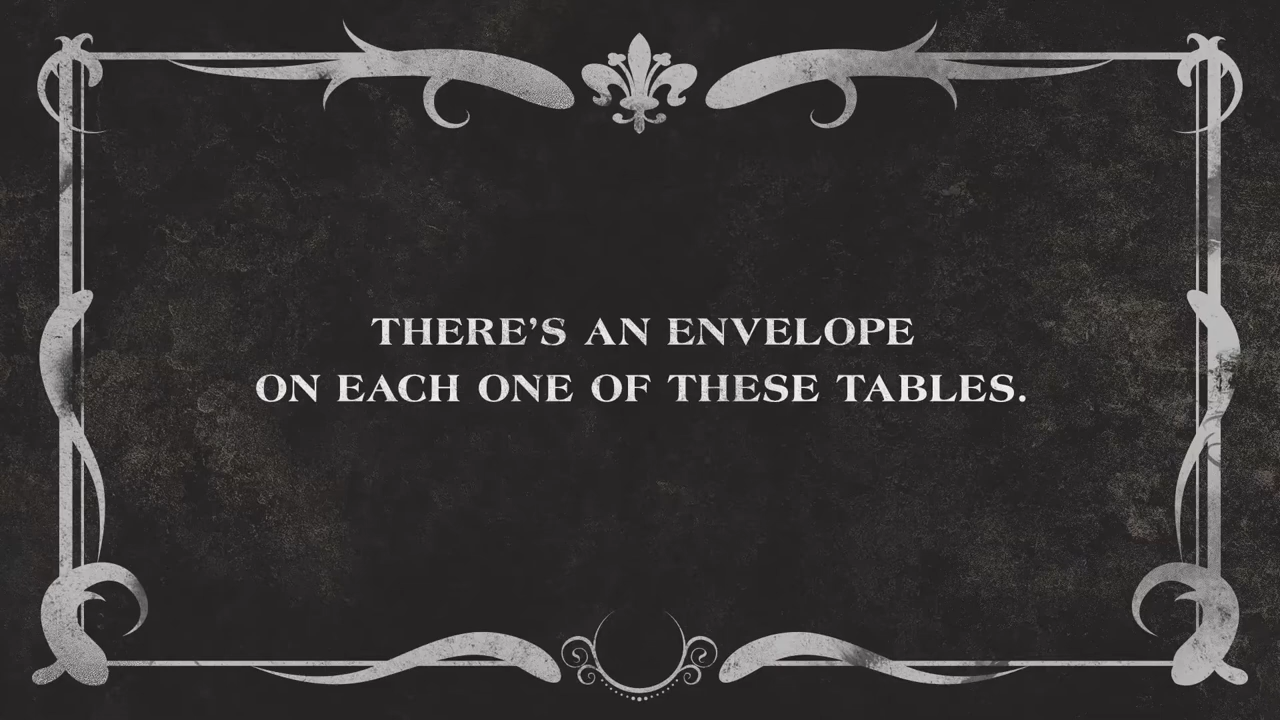 THERE'S AN ENVELOPE
ON EACH ONE OF THESE TABLES.